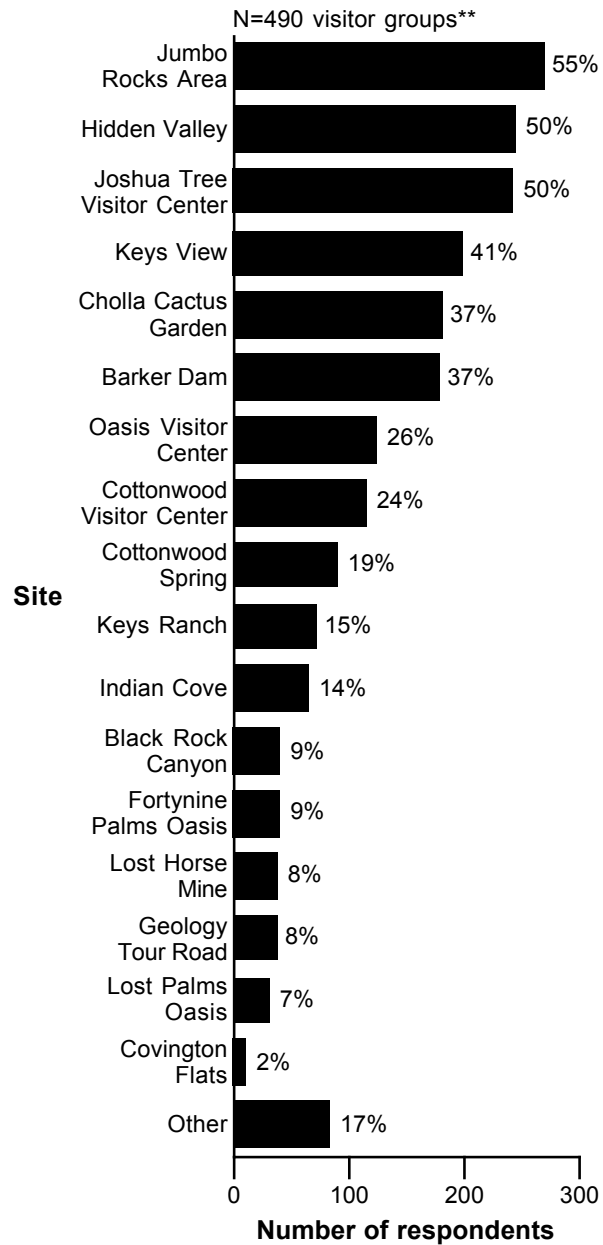 N=490 visitor groups**
Jumbo
Rocks Area
55%
Hidden Valley
50%
Joshua Tree
Visitor Center
50%
Keys View
41%
Cholla Cactus
Garden
37%
Barker Dam
37%
Oasis Visitor
Center
26%
Cottonwood
Visitor Center
24%
Cottonwood
Spring
19%
Site
Keys Ranch
15%
Indian Cove
14%
Black Rock
Canyon
9%
Fortynine
Palms Oasis
9%
Lost Horse
Mine
8%
Geology
Tour Road
8%
Lost Palms
Oasis
7%
Covington
Flats
2%
Other
17%
0 100 200 300
Number of respondents